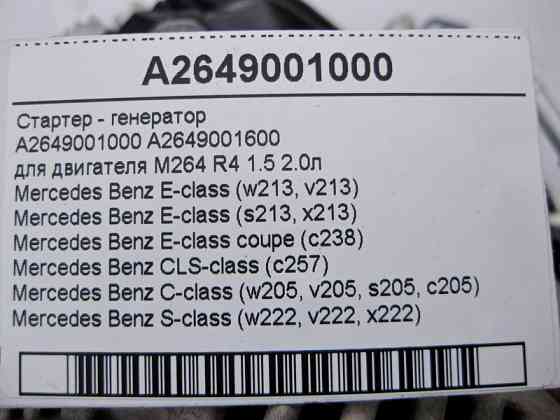 A2649001000
Стартер - генератор
A2649001000 A2649001600
для двигателя M264 R4 1.5 2.0л
Mercedes Benz E-class (w213, v213)
Mercedes Benz E-class (s213, x213)
Mercedes Benz E-class coupe (c238)
Mercedes Benz CLS-class (c257)
Mercedes Benz C-class (w205, v205, s205, c205)
Mercedes Benz S-class (w222, v222, x222)